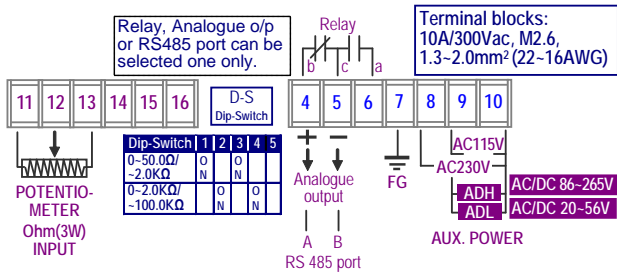 Relay, Analogue o/p
or RS485 port can be
selected one only.
b c a
Terminal blocks:
10A/300Vac, M2.6,
1.3~2.0mm² (22~16AWG)
11 12 13 14 15 16
D-S
Dip-Switch
4 5 6 7 8 9 10
Dip-Switch 1 2 3 4 5
0~50.0Ω/
~2.0KΩ ON ON
0~2.0KΩ/
~100.0KΩ ON ON
POTENTIO-
METER
Ohm(3W)
INPUT
+ −
Analogue
output
A B
RS 485 port
FG
AC115V
AC230V
ADH AC/DC 86~265V
ADL AC/DC 20~56V
AUX. POWER